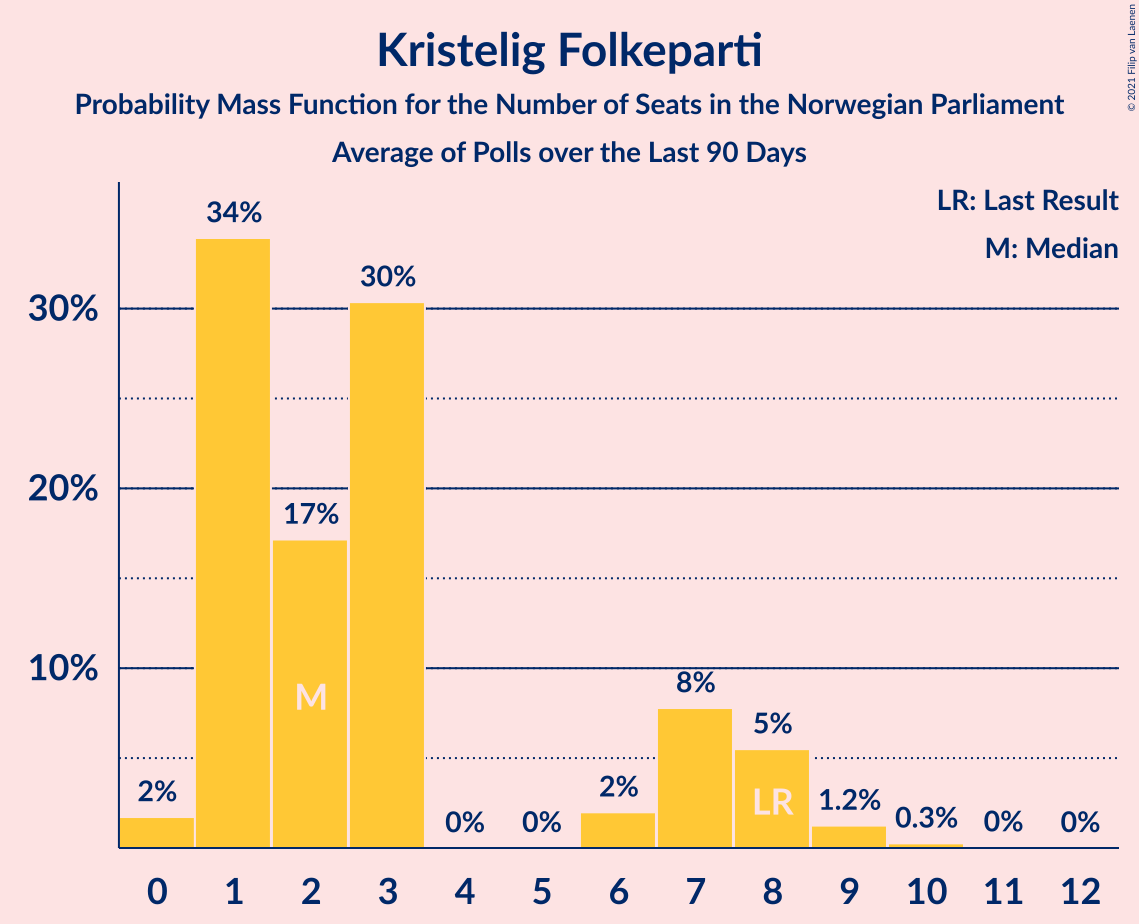 Kristelig Folkeparti
Probability Mass Function for the Number of Seats in the Norwegian Parliament
Average of Polls over the Last 90 Days
© 2021 Filip van Laenen
LR: Last Result
M: Median
30%
20%
10%
2%
34%
17%
30%
0%
0%
2%
8%
5%
1.2%
0.3%
0%
0%
M
LR
0 1 2 3 4 5 6 7 8 9 10 11 12